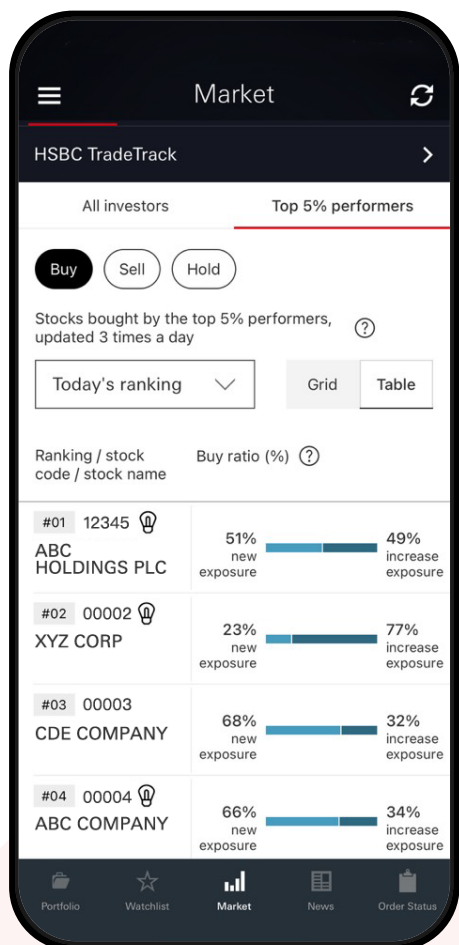 Market
HSBC TradeTrack
All investors
Top 5% performers
Buy
Sell
Hold
Stocks bought by the top 5% performers,
updated 3 times a day
?
Today's ranking
Grid
Table
Ranking / stock
code / stock name
Buy ratio (%)
?
#01 12345
ABC
HOLDINGS PLC
51%
new
exposure
49%
increase
exposure
#02 00002
XYZ CORP
23%
new
exposure
77%
increase
exposure
#03 00003
CDE COMPANY
68%
new
exposure
32%
increase
exposure
#04 00004
ABC COMPANY
66%
new
exposure
34%
increase
exposure
Portfolio
Watchlist
Market
News
Order Status